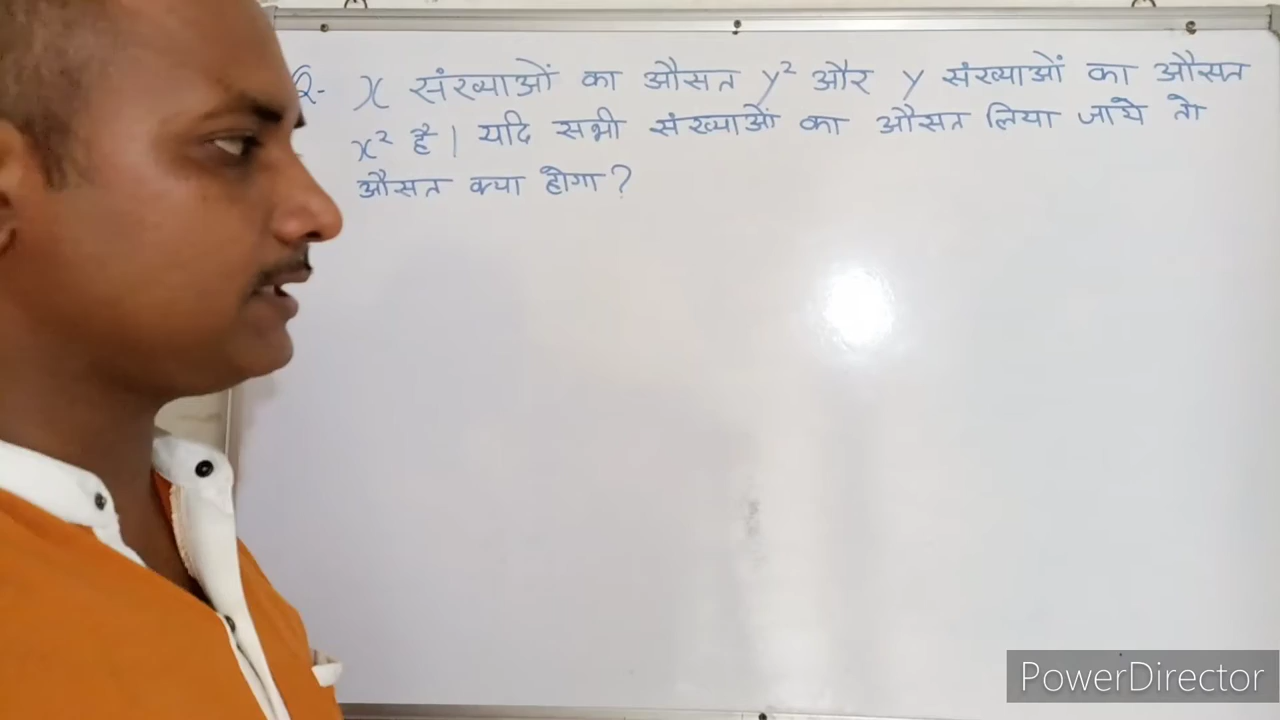 Q- x संख्याओं का औसत y² और y संख्याओं का औसत
x² है | यदि सभी संख्याओं का औसत लिया जाये तो
औसत क्या होगा?
PowerDirector